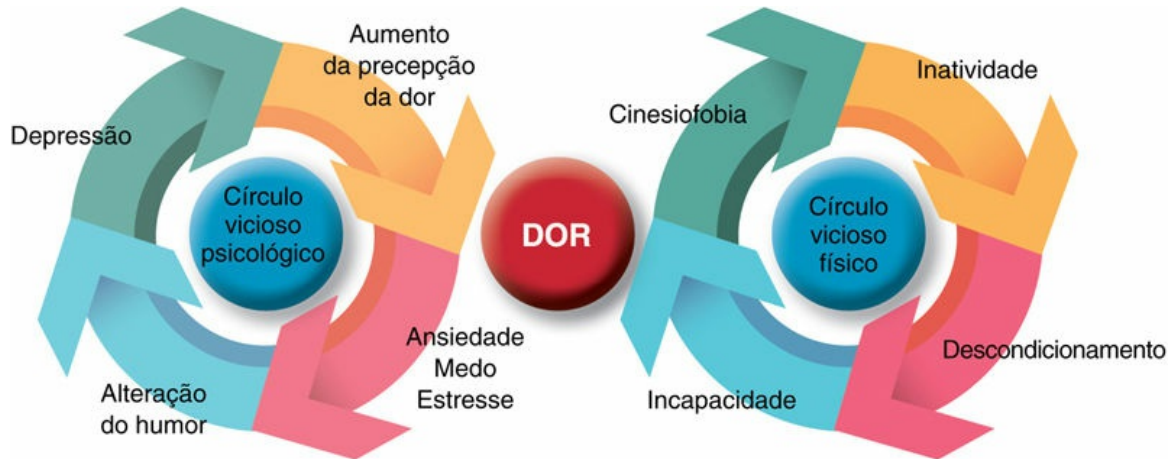 Aumento
da precepção
da dor
Depressão
Círculo
vicioso
psicológico
Ansiedade
Medo
Estresse
Alteração
do humor
DOR
Cinesiofobia
Inatividade
Círculo
vicioso
físico
Descondicionamento
Incapacidade